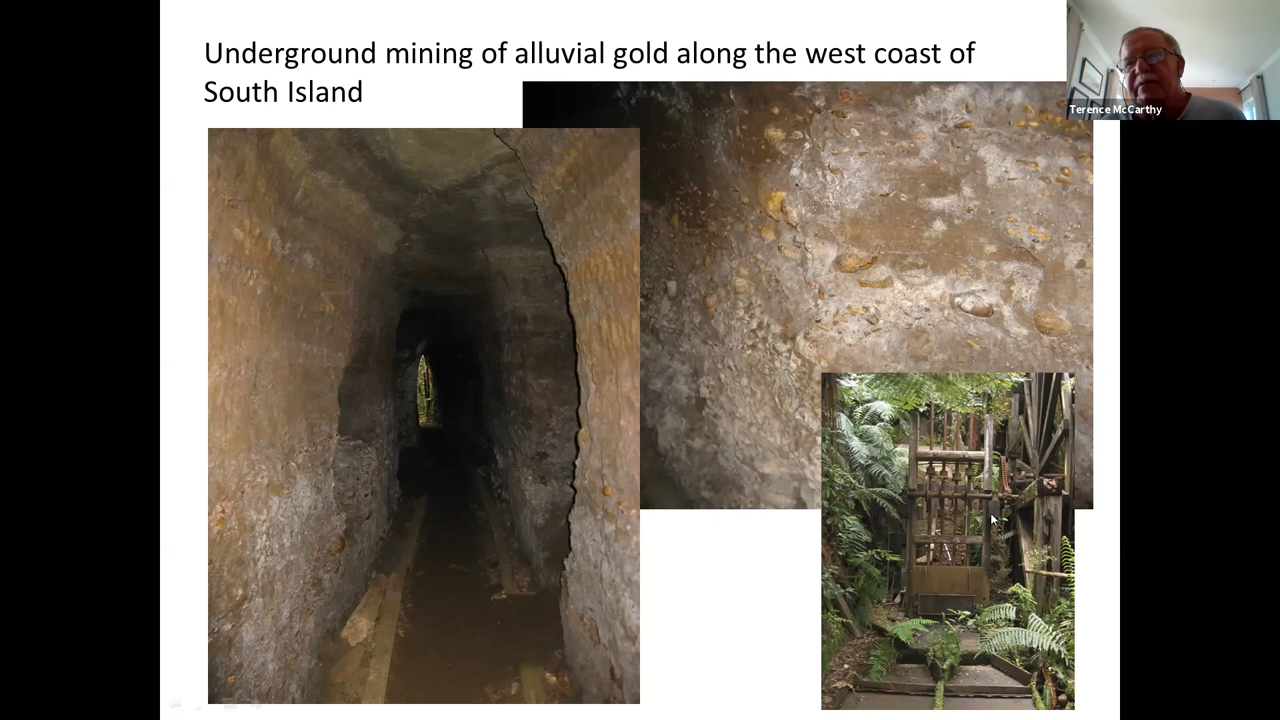 Underground mining of alluvial gold along the west coast of
South Island
Terence McCarthy